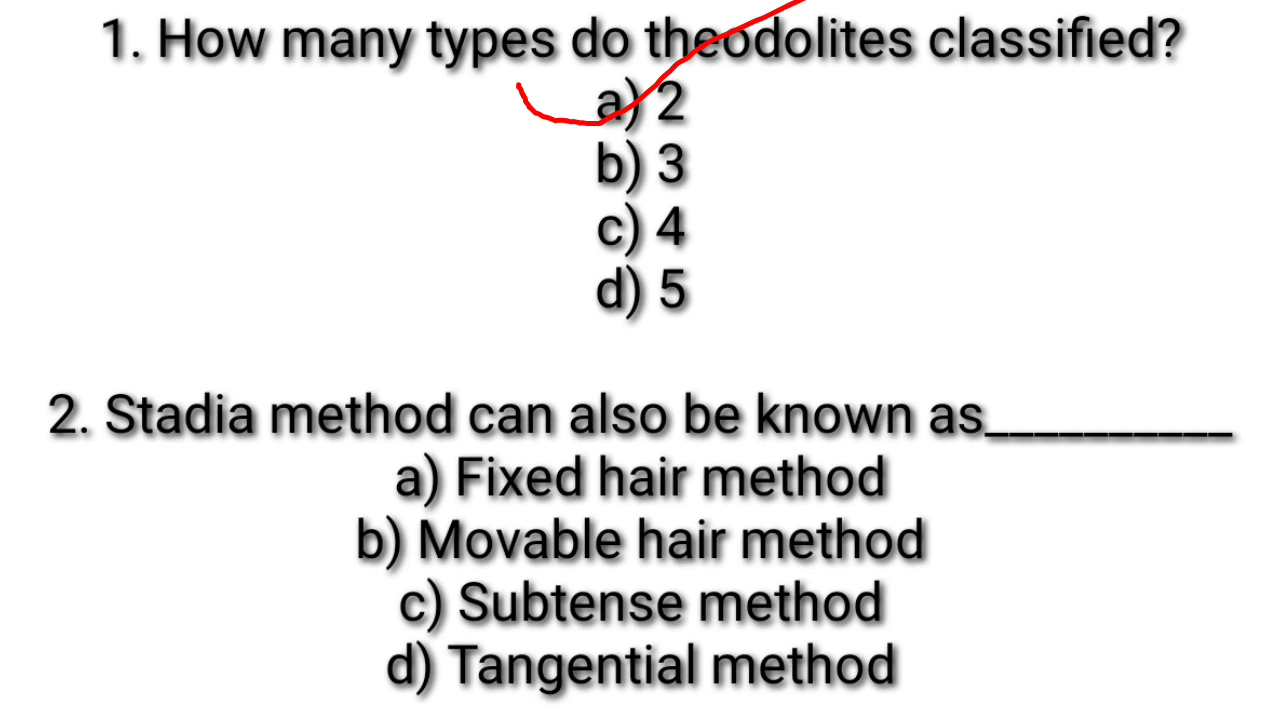 1. How many types do theodolites classified?
a) 2
b) 3
c) 4
d) 5
2. Stadia method can also be known as__________
a) Fixed hair method
b) Movable hair method
c) Subtense method
d) Tangential method